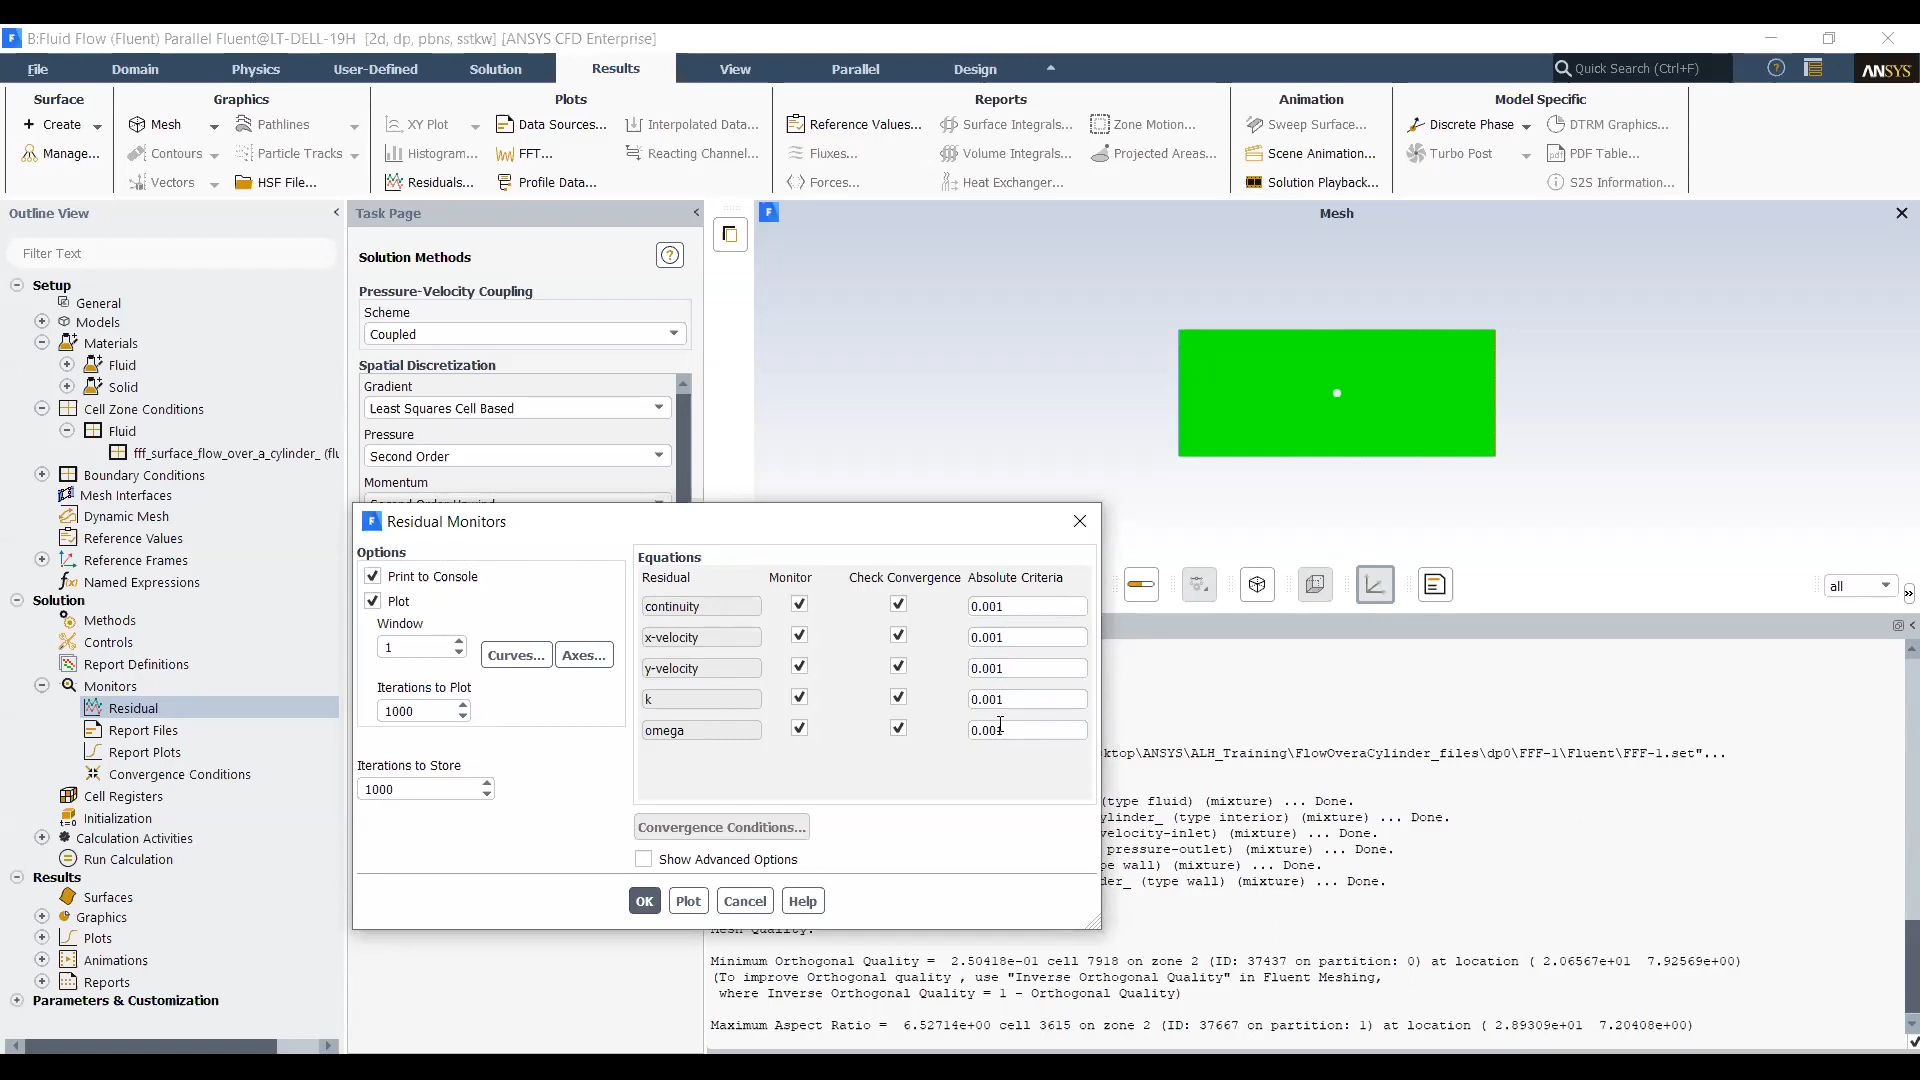 B:Fluid Flow (Fluent) Parallel Fluent@LT-DELL-19H [2d, dp, pbns, sstkw] [ANSYS CFD Enterprise]
File Domain Physics User-Defined Solution Results View Parallel Design Quick Search (Ctrl+F) ANSYS
Surface Graphics Plots Reports Animation Model Specific
Create Mesh Pathlines XY Plot Data Sources... Interpolated Data... Reference Values... Surface Integrals... Zone Motion... Sweep Surface... Discrete Phase DTRM Graphics...
Manage... Contours Particle Tracks Histogram... FFT... Reacting Channel... Fluxes... Volume Integrals... Projected Areas... Scene Animation... Turbo Post PDF Table...
Vectors HSF File... Residuals... Profile Data... Forces... Heat Exchanger... Solution Playback... S2S Information...
Outline View
Filter Text
Setup
General
Models
Materials
Fluid
Solid
Cell Zone Conditions
Fluid
fff_surface_flow_over_a_cylinder_ (flu
Boundary Conditions
Mesh Interfaces
Dynamic Mesh
Reference Values
Reference Frames
Named Expressions
Solution
Methods
Controls
Report Definitions
Monitors
Residual
Report Files
Report Plots
Convergence Conditions
Cell Registers
Initialization
Calculation Activities
Run Calculation
Results
Surfaces
Graphics
Plots
Animations
Reports
Parameters & Customization
Task Page
Solution Methods
Pressure-Velocity Coupling
Scheme
Coupled
Spatial Discretization
Gradient
Least Squares Cell Based
Pressure
Second Order
Momentum
Second Order Upwind
Mesh
all
Residual Monitors
Options
Print to Console
Plot
Window
1
Curves... Axes...
Iterations to Plot
1000
Iterations to Store
1000
Equations
Residual Monitor Check Convergence Absolute Criteria
continuity 0.001
x-velocity 0.001
y-velocity 0.001
k 0.001
omega 0.001
Convergence Conditions...
Show Advanced Options
OK Plot Cancel Help
ktop\ANSYS\ALH_Training\FlowOveraCylinder_files\dp0\FFF-1\Fluent\FFF-1.set"...
(type fluid) (mixture) ... Done.
ylinder_ (type interior) (mixture) ... Done.
velocity-inlet) (mixture) ... Done.
pressure-outlet) (mixture) ... Done.
pe wall) (mixture) ... Done.
der_ (type wall) (mixture) ... Done.
Mesh Quality:
Minimum Orthogonal Quality = 2.50418e-01 cell 7918 on zone 2 (ID: 37437 on partition: 0) at location ( 2.06567e+01 7.92569e+00)
(To improve Orthogonal quality , use "Inverse Orthogonal Quality" in Fluent Meshing,
where Inverse Orthogonal Quality = 1 - Orthogonal Quality)
Maximum Aspect Ratio = 6.52714e+00 cell 3615 on zone 2 (ID: 37667 on partition: 1) at location ( 2.89309e+01 7.20408e+00)